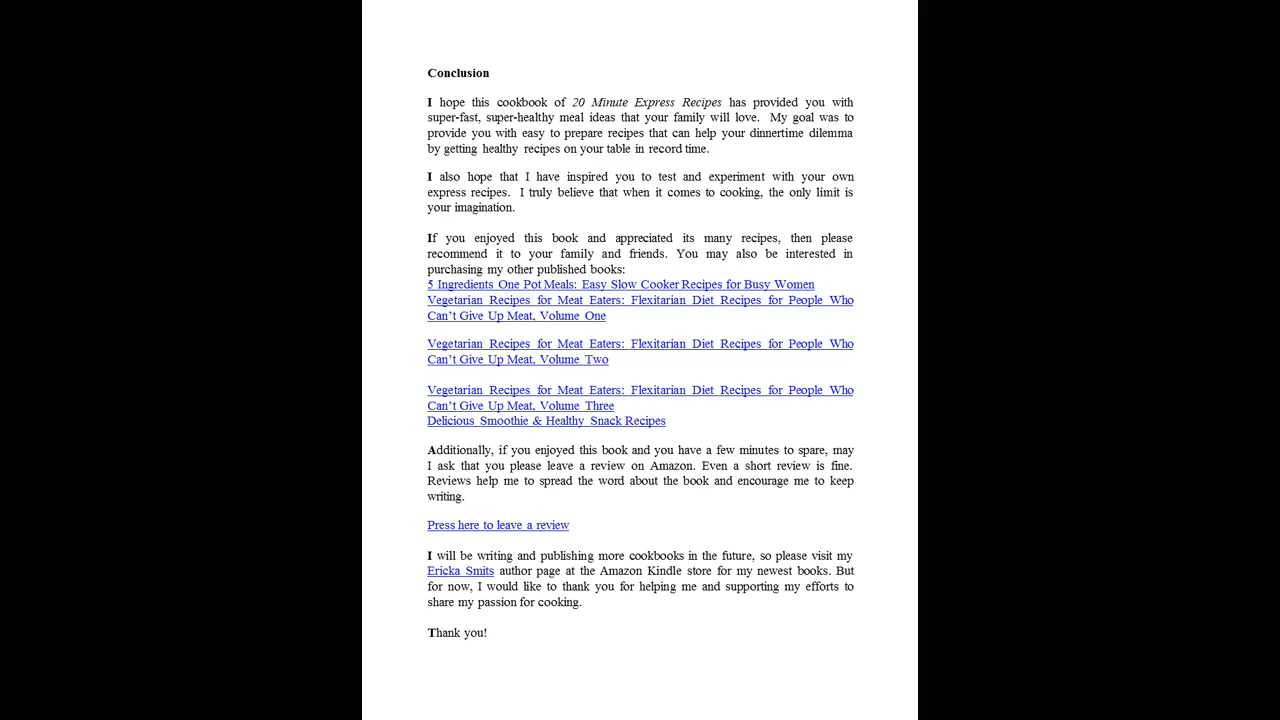 Conclusion
I hope this cookbook of 20 Minute Express Recipes has provided you with
super-fast, super-healthy meal ideas that your family will love. My goal was to
provide you with easy to prepare recipes that can help your dinnertime dilemma
by getting healthy recipes on your table in record time.
I also hope that I have inspired you to test and experiment with your own
express recipes. I truly believe that when it comes to cooking, the only limit is
your imagination.
If you enjoyed this book and appreciated its many recipes, then please
recommend it to your family and friends. You may also be interested in
purchasing my other published books:
5 Ingredients One Pot Meals: Easy Slow Cooker Recipes for Busy Women
Vegetarian Recipes for Meat Eaters: Flexitarian Diet Recipes for People Who
Can’t Give Up Meat, Volume One
Vegetarian Recipes for Meat Eaters: Flexitarian Diet Recipes for People Who
Can’t Give Up Meat, Volume Two
Vegetarian Recipes for Meat Eaters: Flexitarian Diet Recipes for People Who
Can’t Give Up Meat, Volume Three
Delicious Smoothie & Healthy Snack Recipes
Additionally, if you enjoyed this book and you have a few minutes to spare, may
I ask that you please leave a review on Amazon. Even a short review is fine.
Reviews help me to spread the word about the book and encourage me to keep
writing.
Press here to leave a review
I will be writing and publishing more cookbooks in the future, so please visit my
Ericka Smits author page at the Amazon Kindle store for my newest books. But
for now, I would like to thank you for helping me and supporting my efforts to
share my passion for cooking.
Thank you!